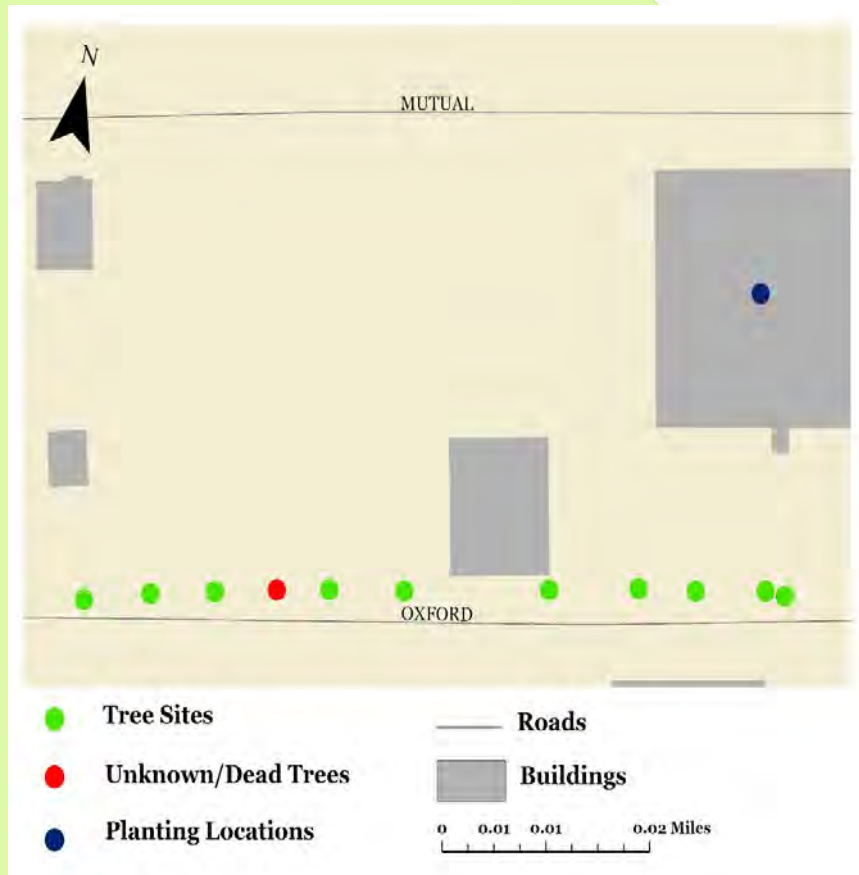 N
MUTUAL
OXFORD
Tree Sites
Unknown/Dead Trees
Planting Locations
Roads
Buildings
0 0.01 0.01 0.02 Miles